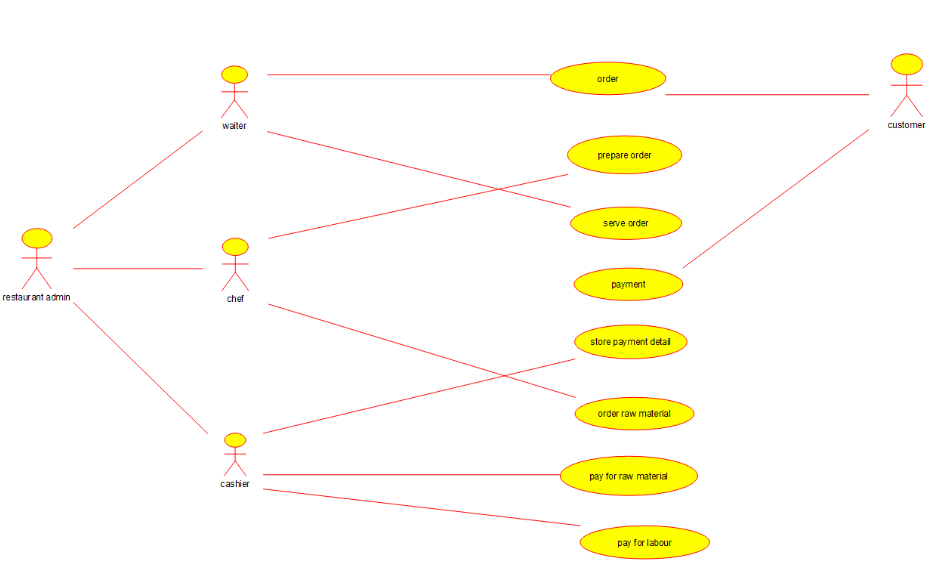 order
waiter
customer
prepare order
serve order
restaurant admin
chef
payment
store payment detail
order raw material
cashier
pay for raw material
pay for labour